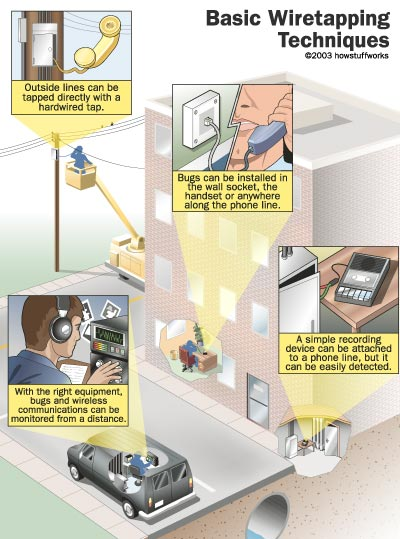 Basic Wiretapping
Techniques
©2003 howstuffworks
Outside lines can be
tapped directly with a
hardwired tap.
Bugs can be installed in
the wall socket, the
handset or anywhere
along the phone line.
A simple recording
device can be attached
to a phone line, but it
can be easily detected.
With the right equipment,
bugs and wireless
communications can be
monitored from a distance.